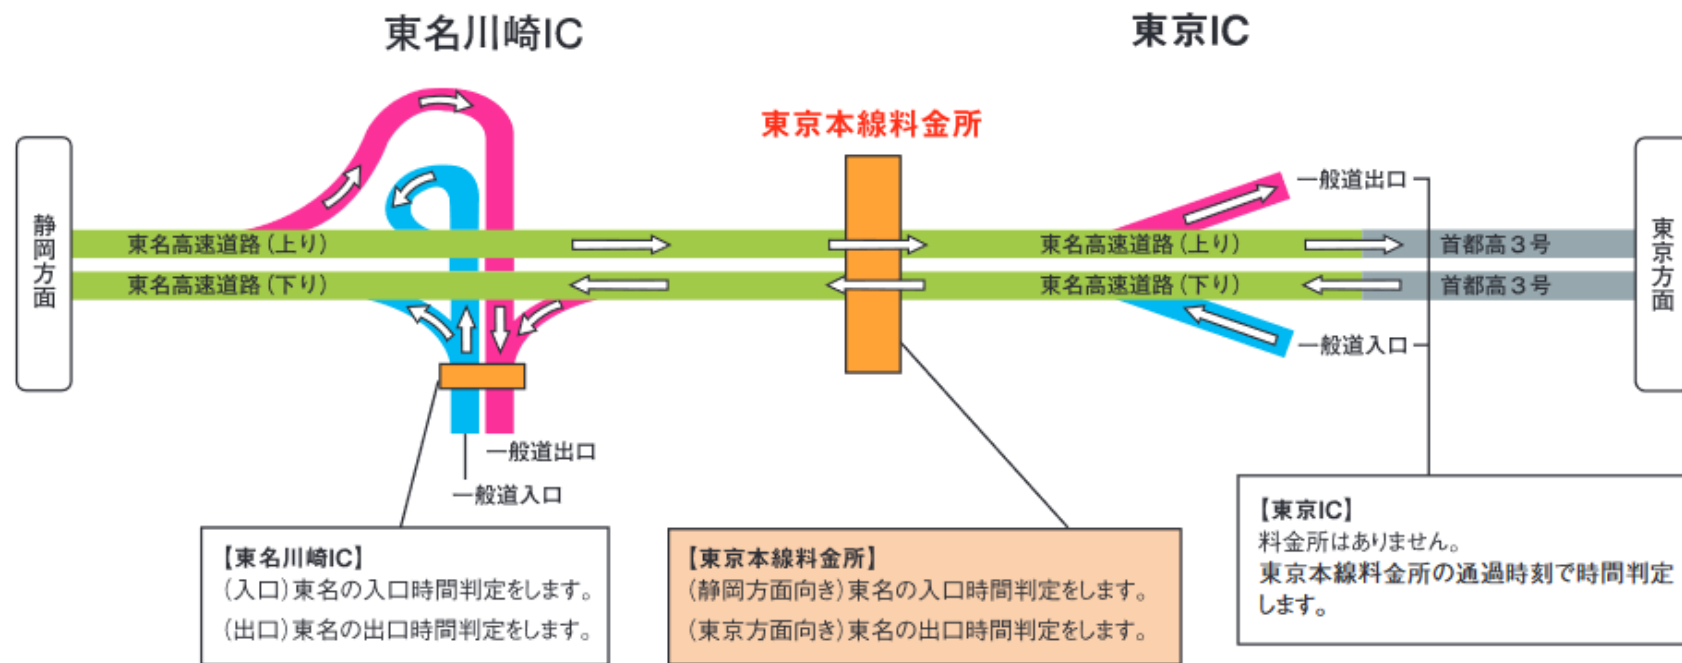 東名川崎IC
東京IC
東京本線料金所
一般道出口
静岡方面
東名高速道路(上り)
東名高速道路(上り)
首都高3号
東京方面
東名高速道路(下り)
東名高速道路(下り)
首都高3号
一般道入口
一般道出口
一般道入口
【東名川崎IC】
(入口)東名の入口時間判定をします。
(出口)東名の出口時間判定をします。
【東京本線料金所】
(静岡方面向き)東名の入口時間判定をします。
(東京方面向き)東名の出口時間判定をします。
【東京IC】
料金所はありません。
東京本線料金所の通過時刻で時間判定
します。